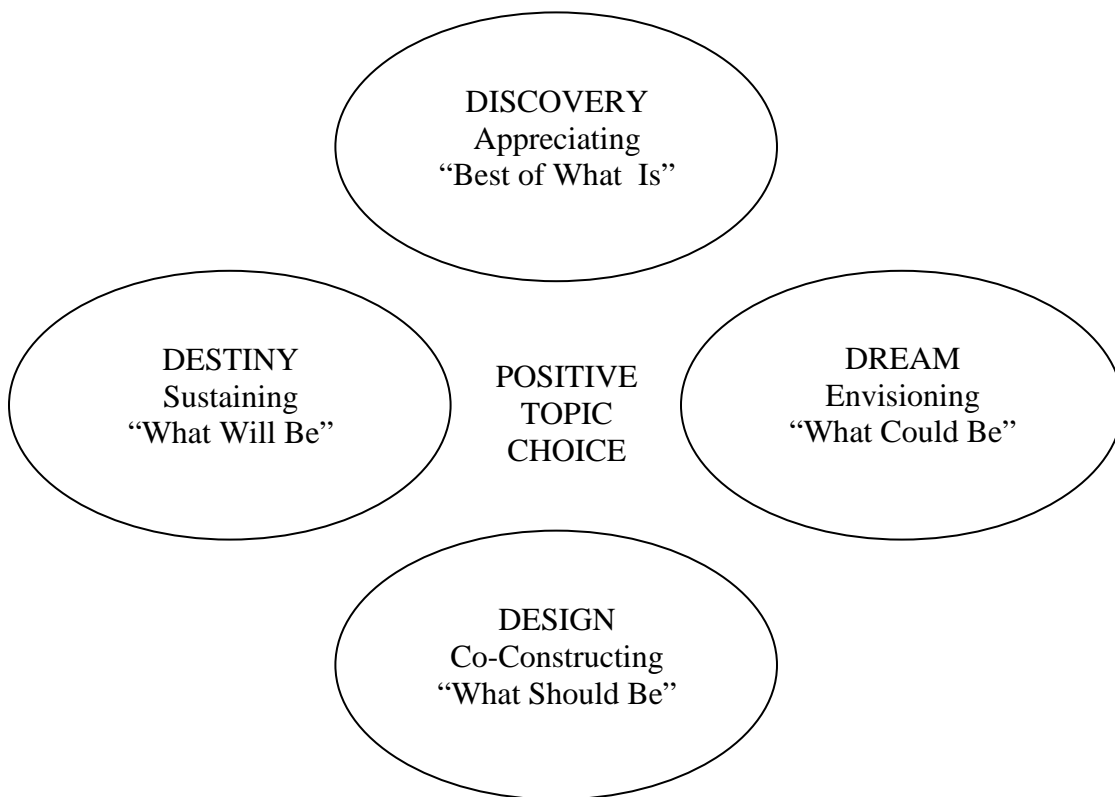 DISCOVERY
Appreciating
“Best of What  Is”
DESTINY
Sustaining
“What Will Be”
POSITIVE
TOPIC
CHOICE
DREAM
Envisioning
“What Could Be”
DESIGN
Co-Constructing
“What Should Be”